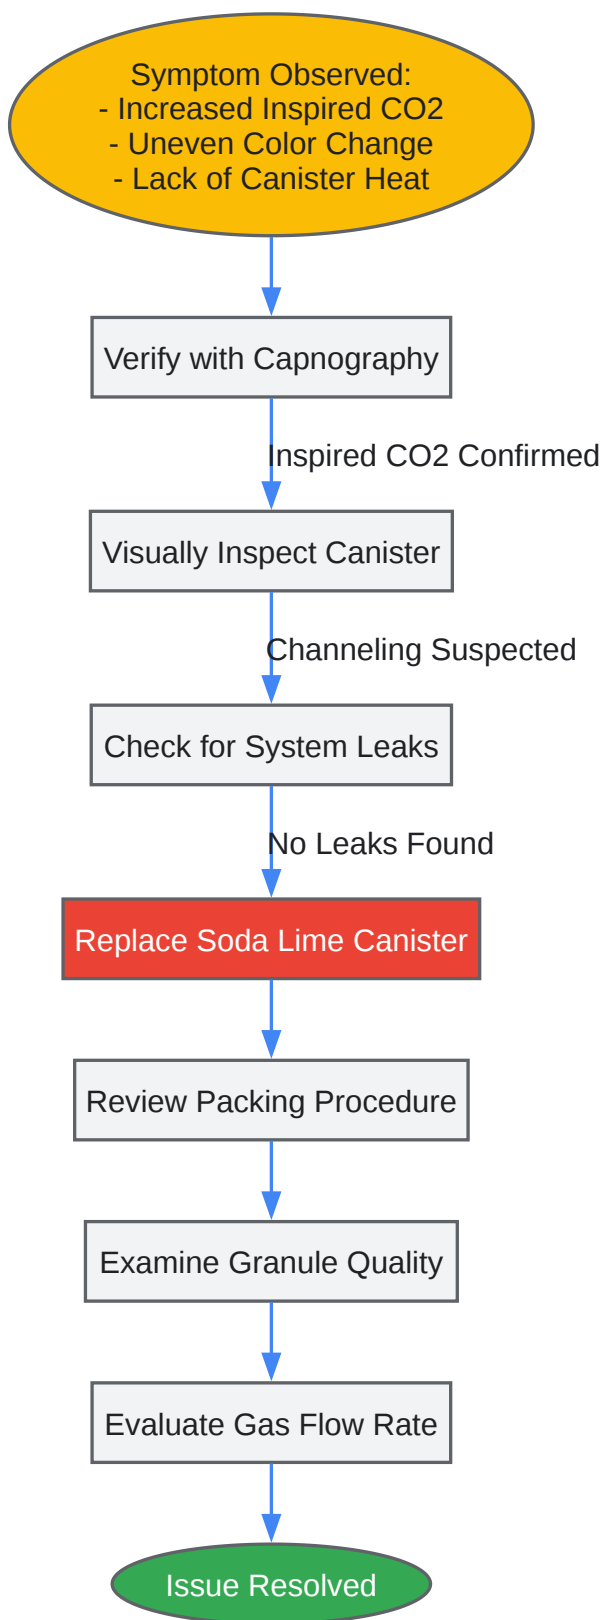 Symptom Observed:
- Increased Inspired CO2
- Uneven Color Change
- Lack of Canister Heat
Verify with Capnography
Inspired CO2 Confirmed
Visually Inspect Canister
Channeling Suspected
Check for System Leaks
No Leaks Found
Replace Soda Lime Canister
Review Packing Procedure
Examine Granule Quality
Evaluate Gas Flow Rate
Issue Resolved